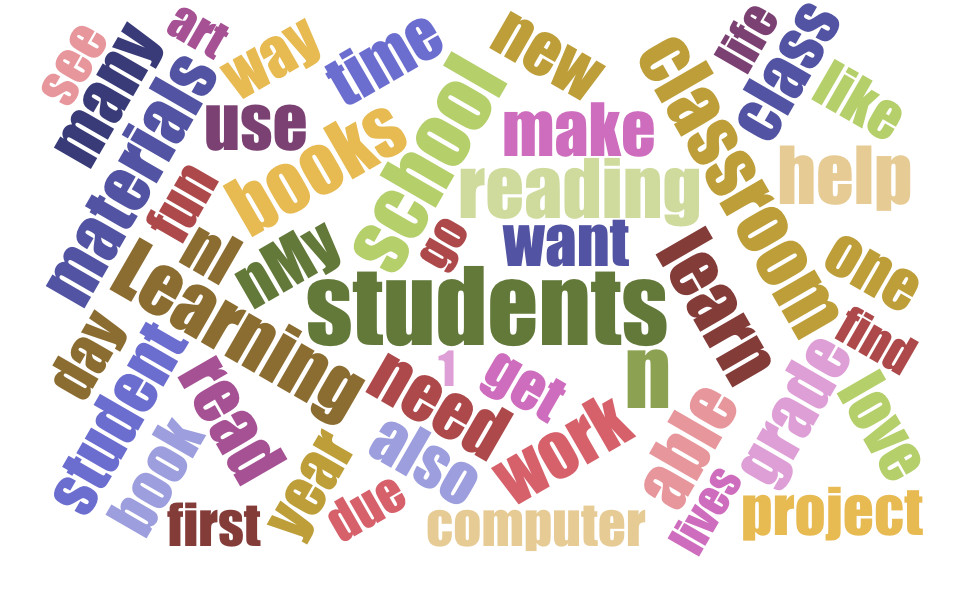 see
many
art
way
time
new
life
class
like
materials
use
books
school
make
classroom
help
reading
fun
nI
nMy
go
want
one
Learning
students
learn
find
day
student
read
need
1
get
n
grade
love
book
year
also
work
able
first
due
computer
lives
project